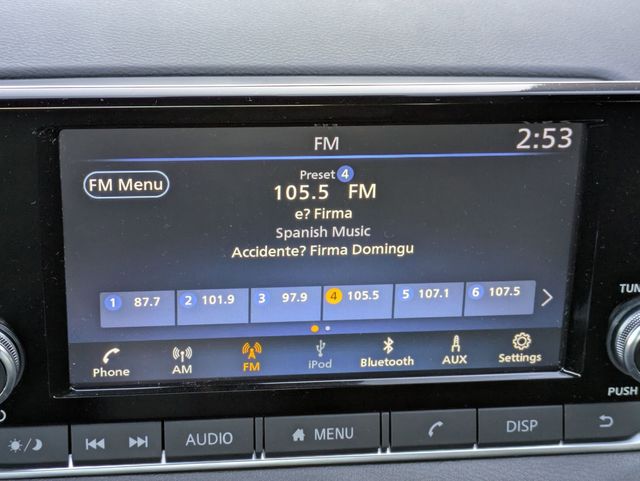 FM 2:53
FM Menu
Preset 4
105.5 FM
e? Firma
Spanish Music
Accidente? Firma Domingu
1 87.7 2 101.9 3 97.9 4 105.5 5 107.1 6 107.5
Phone AM FM iPod Bluetooth AUX Settings
TUN
PUSH
AUDIO MENU DISP